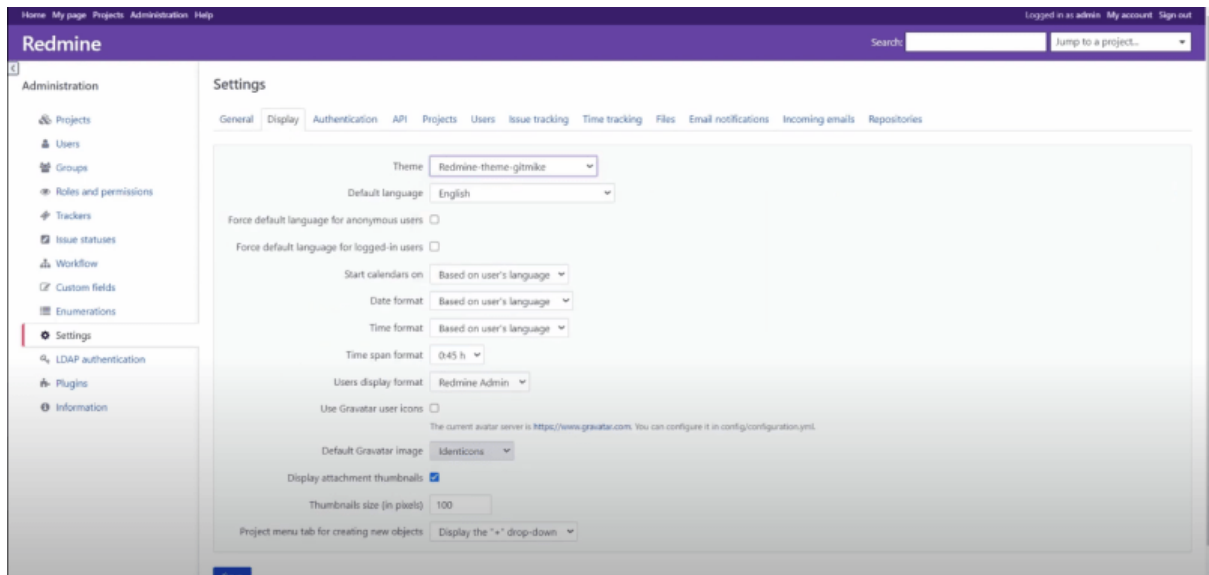 Home My page Projects Administration Help
Logged in as admin My account Sign out
Redmine
Search:
Jump to a project...
Administration
Projects
Users
Groups
Roles and permissions
Trackers
Issue statuses
Workflow
Custom fields
Enumerations
Settings
LDAP authentication
Plugins
Information
Settings
General Display Authentication API Projects Users Issue tracking Time tracking Files Email notifications Incoming emails Repositories
Theme Redmine-theme-gitmike
Default language English
Force default language for anonymous users
Force default language for logged-in users
Start calendars on Based on user's language
Date format Based on user's language
Time format Based on user's language
Time span format 0:45 h
Users display format Redmine Admin
Use Gravatar user icons
The current avatar server is https://www.gravatar.com. You can configure it in config/configuration.yml.
Default Gravatar image Identicons
Display attachment thumbnails
Thumbnails size (in pixels) 100
Project menu tab for creating new objects Display the "+" drop-down